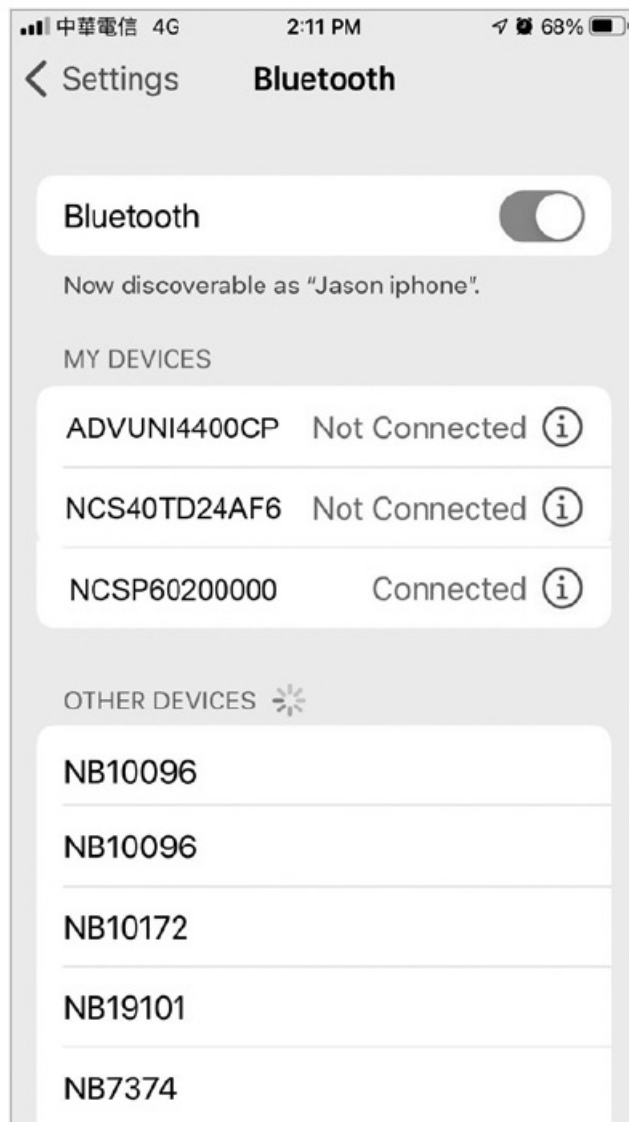 中華電信 4G 2:11 PM 68%
Settings Bluetooth
Bluetooth
Now discoverable as “Jason iphone”.
MY DEVICES
ADVUNI4400CP Not Connected
NCS40TD24AF6 Not Connected
NCSP60200000 Connected
OTHER DEVICES
NB10096
NB10096
NB10172
NB19101
NB7374